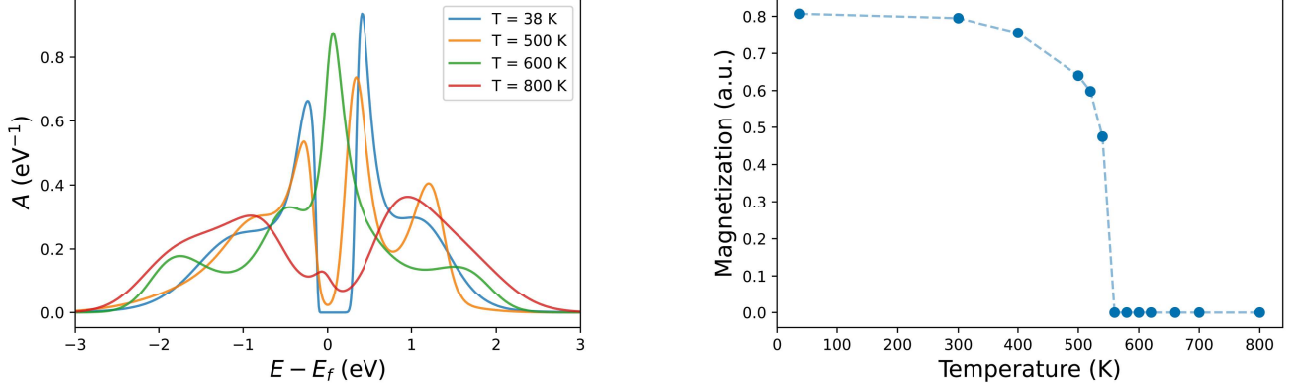 A (eV⁻¹)
0.8
0.6
0.4
0.2
0.0
T = 38 K
T = 500 K
T = 600 K
T = 800 K
−3 −2 −1 0 1 2 3
E − E_f (eV)
Magnetization (a.u.)
0.8
0.7
0.6
0.5
0.4
0.3
0.2
0.1
0.0
0 100 200 300 400 500 600 700 800
Temperature (K)